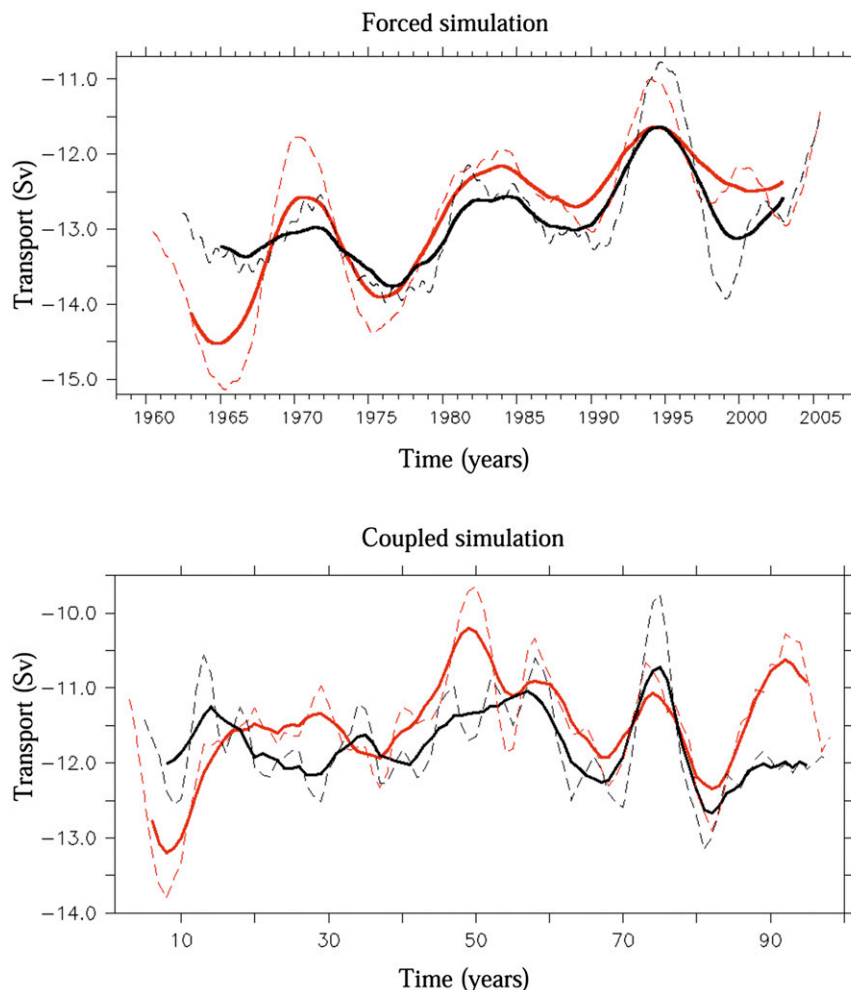 Forced simulation
-11.0
-12.0
-13.0
-14.0
-15.0
Transport (Sv)
1960 1965 1970 1975 1980 1985 1990 1995 2000 2005
Time (years)
Coupled simulation
-10.0
-11.0
-12.0
-13.0
-14.0
Transport (Sv)
10 30 50 70 90
Time (years)